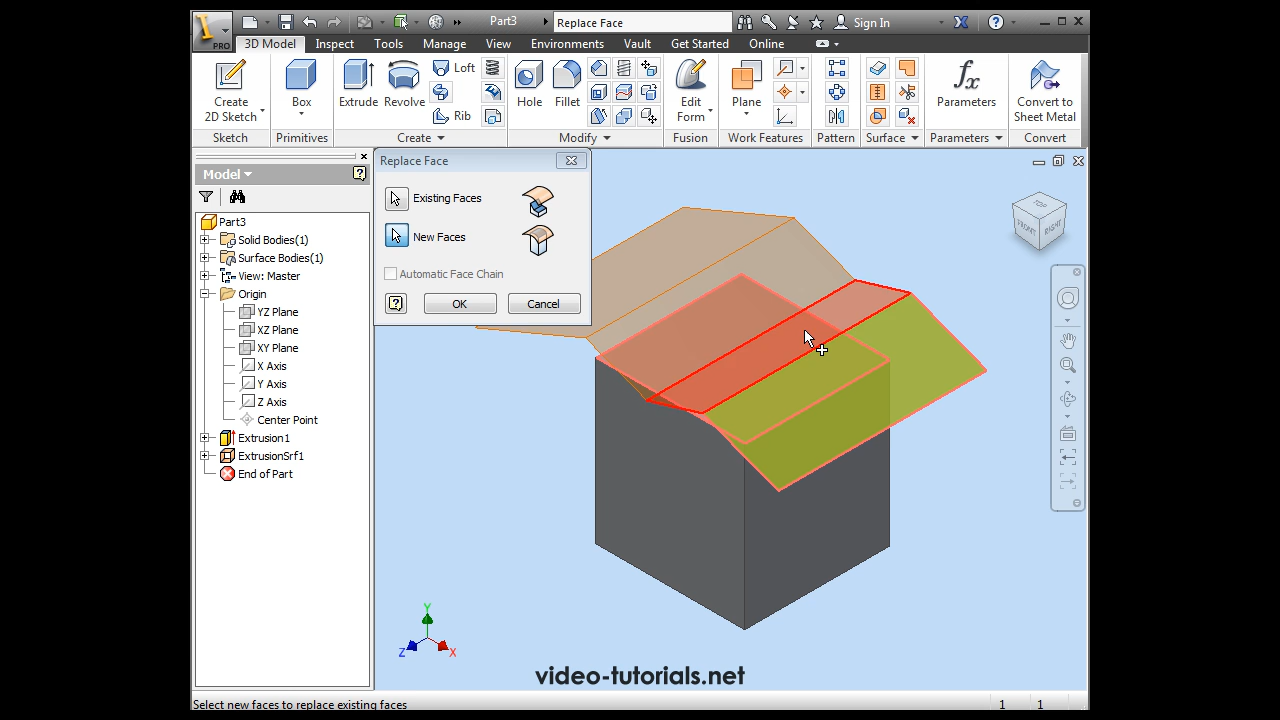 Part3
Replace Face
Sign In
PRO
3D Model
Inspect
Tools
Manage
View
Environments
Vault
Get Started
Online
Create 2D Sketch
Box
Extrude
Revolve
Loft
Rib
Hole
Fillet
Edit Form
Plane
Parameters
Convert to Sheet Metal
Sketch
Primitives
Create
Modify
Fusion
Work Features
Pattern
Surface
Parameters
Convert
Model
Part3
Solid Bodies(1)
Surface Bodies(1)
View: Master
Origin
YZ Plane
XZ Plane
XY Plane
X Axis
Y Axis
Z Axis
Center Point
Extrusion1
ExtrusionSrf1
End of Part
Replace Face
Existing Faces
New Faces
Automatic Face Chain
OK
Cancel
TOP
FRONT
RIGHT
Y
Z
X
video-tutorials.net
Select new faces to replace existing faces
1
1